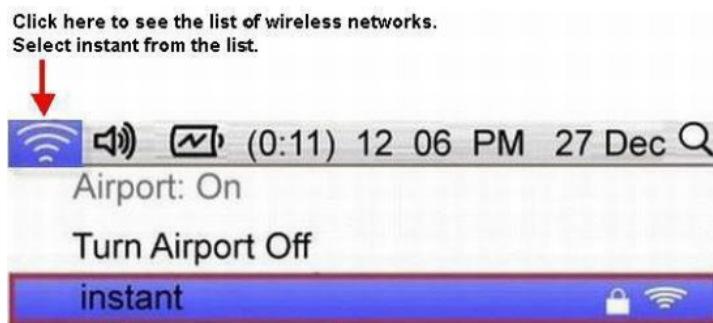 Click here to see the list of wireless networks.
Select instant from the list.
(0:11) 12 06 PM 27 Dec
Airport: On
Turn Airport Off
instant